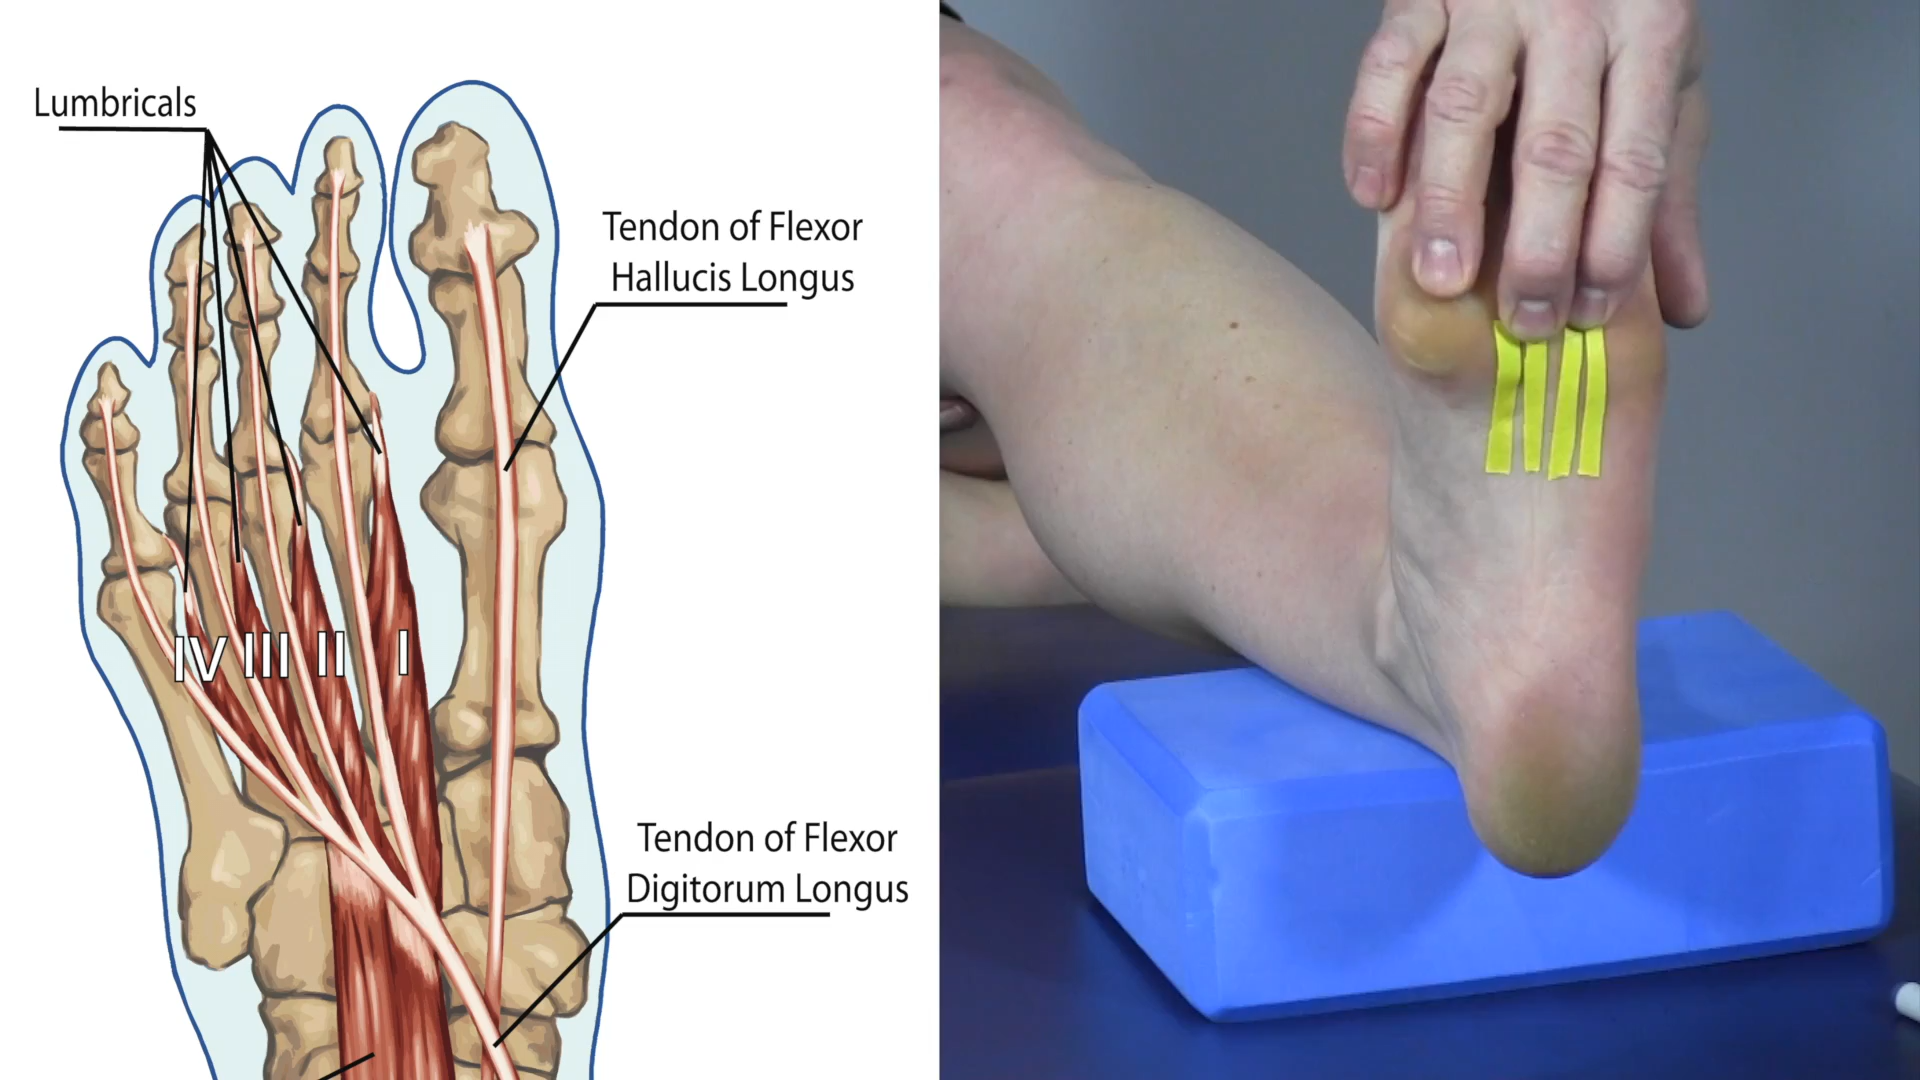 Lumbricals
Tendon of Flexor
Hallucis Longus
IV III II I
Tendon of Flexor
Digitorum Longus